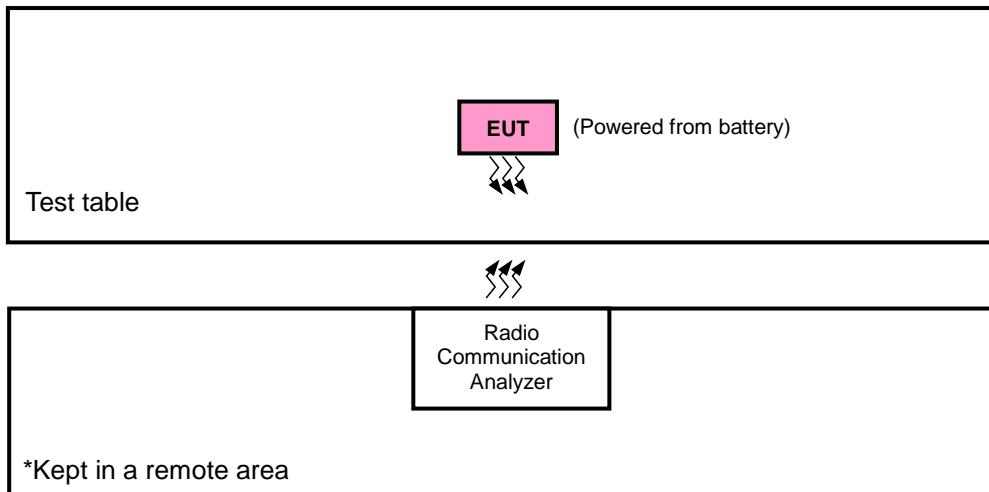 EUT (Powered from battery)
Test table
Radio
Communication
Analyzer
*Kept in a remote area